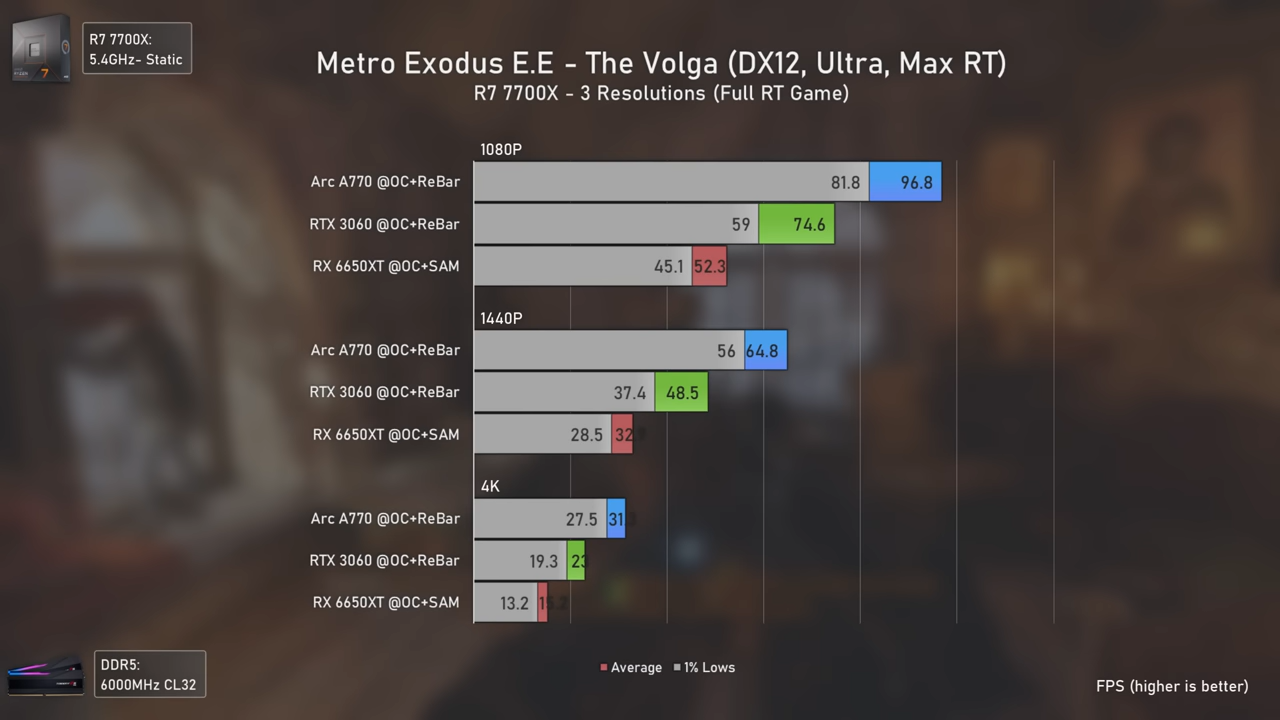 R7 7700X:
5.4GHz- Static
Metro Exodus E.E - The Volga (DX12, Ultra, Max RT)
R7 7700X - 3 Resolutions (Full RT Game)
1080P
Arc A770 @OC+ReBar 81.8 96.8
RTX 3060 @OC+ReBar 59 74.6
RX 6650XT @OC+SAM 45.1 52.3
1440P
Arc A770 @OC+ReBar 56 64.8
RTX 3060 @OC+ReBar 37.4 48.5
RX 6650XT @OC+SAM 28.5
4K
Arc A770 @OC+ReBar 27.5
RTX 3060 @OC+ReBar 19.3
RX 6650XT @OC+SAM 13.2 15.2
Average 1% Lows
DDR5:
6000MHz CL32
FPS (higher is better)